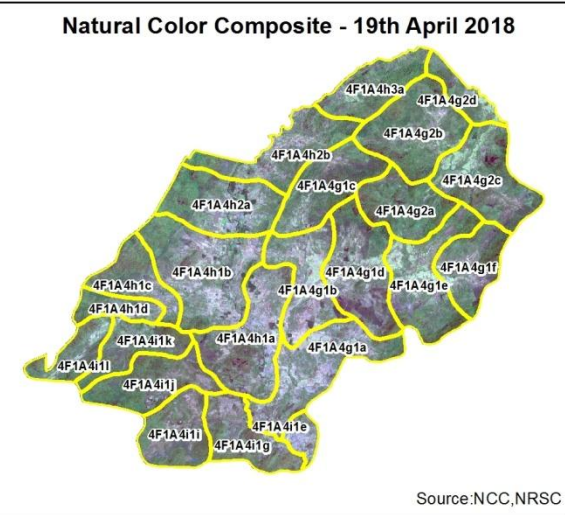 Natural Color Composite - 19th April 2018
4F1A4h3a
4F1A4g2d
4F1A4g2b
4F1A4h2b
4F1A4g1c
4F1A4g2c
4F1A4h2a
4F1A4g2a
4F1A4h1b
4F1A4g1d
4F1A4g1f
4F1A4h1c
4F1A4g1e
4F1A4g1b
4F1A4h1d
4F1A4i1k
4F1A4h1a
4F1A4g1a
4F1A4i1l
4F1A4i1j
4F1A4i1e
4F1A4i1i
4F1A4i1g
Source:NCC,NRSC